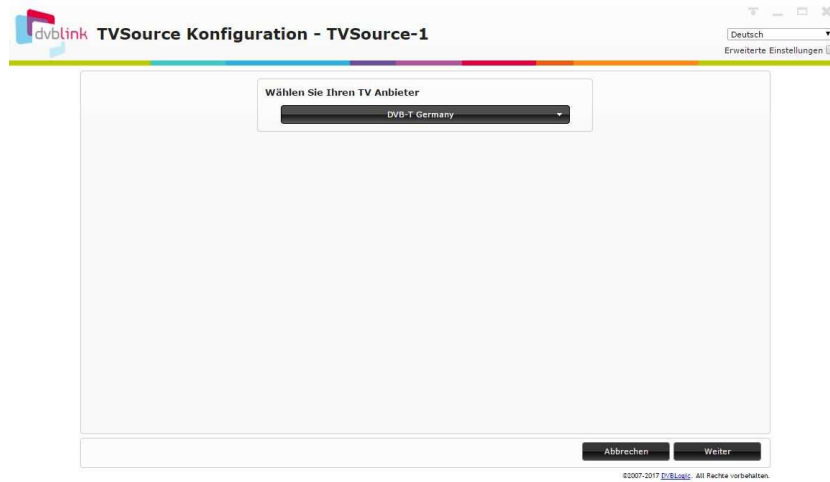 dvblink TVSource Konfiguration - TVSource-1
Deutsch
Erweiterte Einstellungen
Wählen Sie Ihren TV Anbieter
DVB-T Germany
Abbrechen Weiter
©2007-2017 DVBLogic. All Rechte vorbehalten.